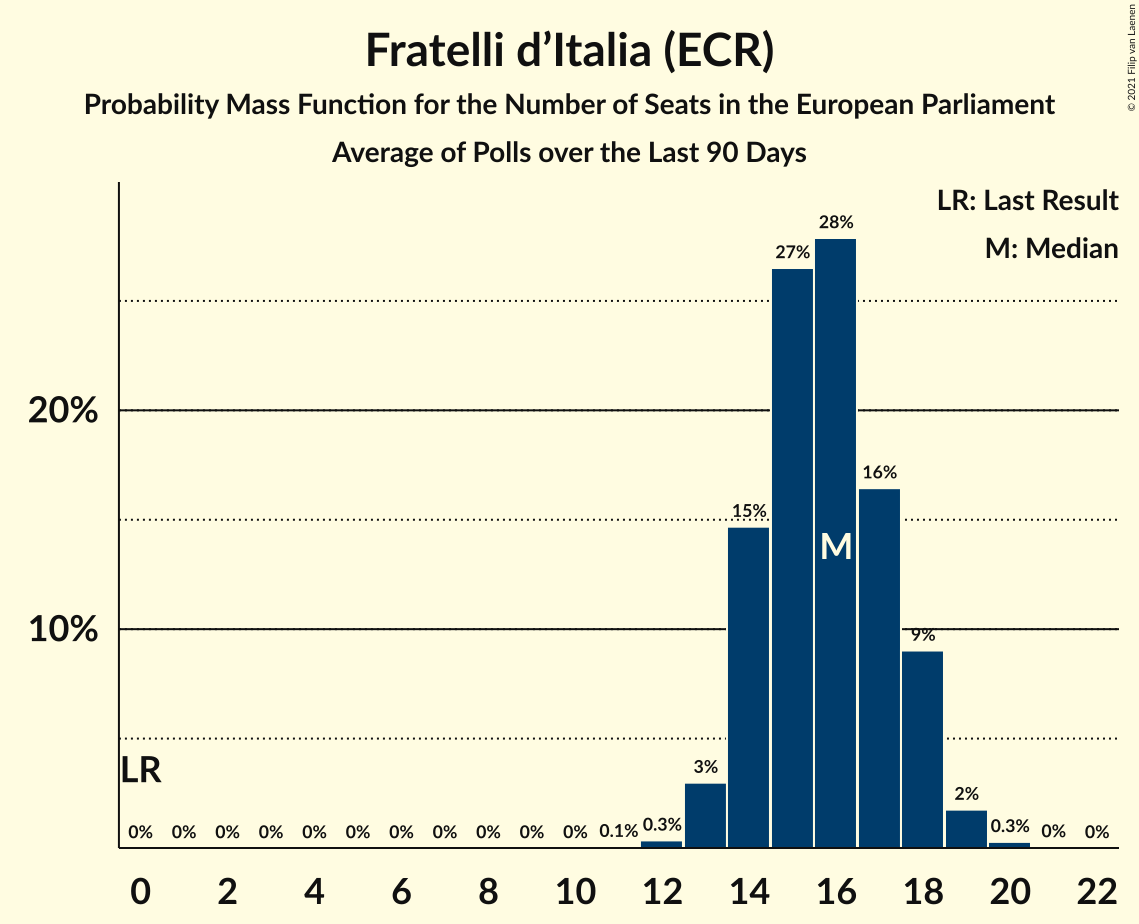 Fratelli d’Italia (ECR)
Probability Mass Function for the Number of Seats in the European Parliament
Average of Polls over the Last 90 Days
© 2021 Filip van Laenen
LR: Last Result
M: Median
28%
27%
20%
16%
15%
M
10%
9%
LR
3%
2%
0% 0% 0% 0% 0% 0% 0% 0% 0% 0% 0% 0.1% 0.3% 0.3% 0% 0%
0 2 4 6 8 10 12 14 16 18 20 22